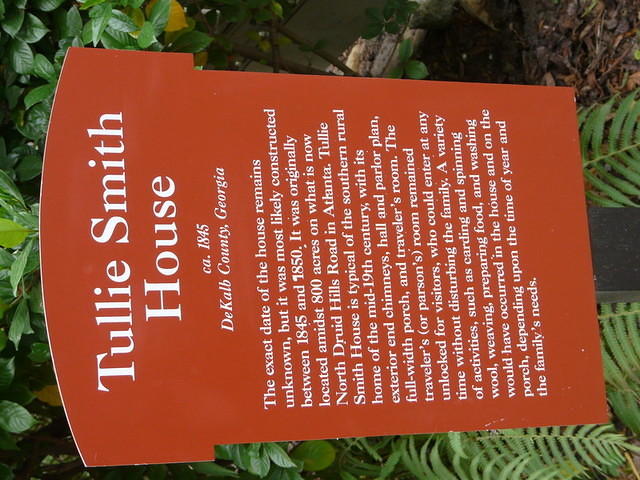 Tullie Smith
House
ca. 1845
DeKalb County, Georgia
The exact date of the house remains
unknown, but it was most likely constructed
between 1845 and 1850. It was originally
located amidst 800 acres on what is now
North Druid Hills Road in Atlanta. Tullie
Smith House is typical of the southern rural
home of the mid-19th century, with its
exterior end chimneys, hall and parlor plan,
full-width porch, and traveler's room. The
traveler's (or parson's) room remained
unlocked for visitors, who could enter at any
time without disturbing the family. A variety
of activities, such as carding and spinning
wool, weaving, preparing food, and washing
would have occurred in the house and on the
porch, depending upon the time of year and
the family's needs.